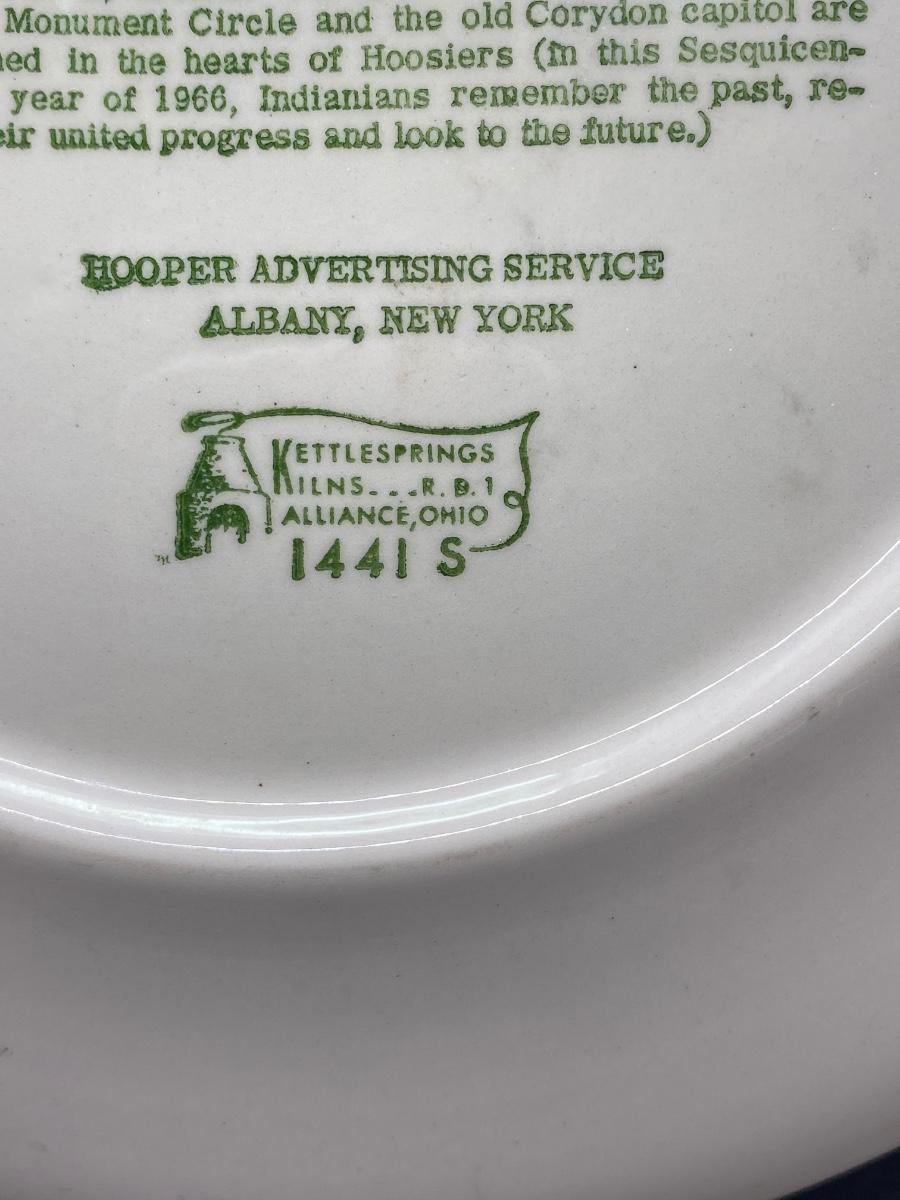 Monument Circle and the old Corydon capitol are
ed in the hearts of Hoosiers (In this Sesquicen-
year of 1966, Indianians remember the past, re-
eir united progress and look to the future.)
HOOPER ADVERTISING SERVICE
ALBANY, NEW YORK
KETTLESPRINGS
KILNS...R.D.1
ALLIANCE, OHIO
1441 S